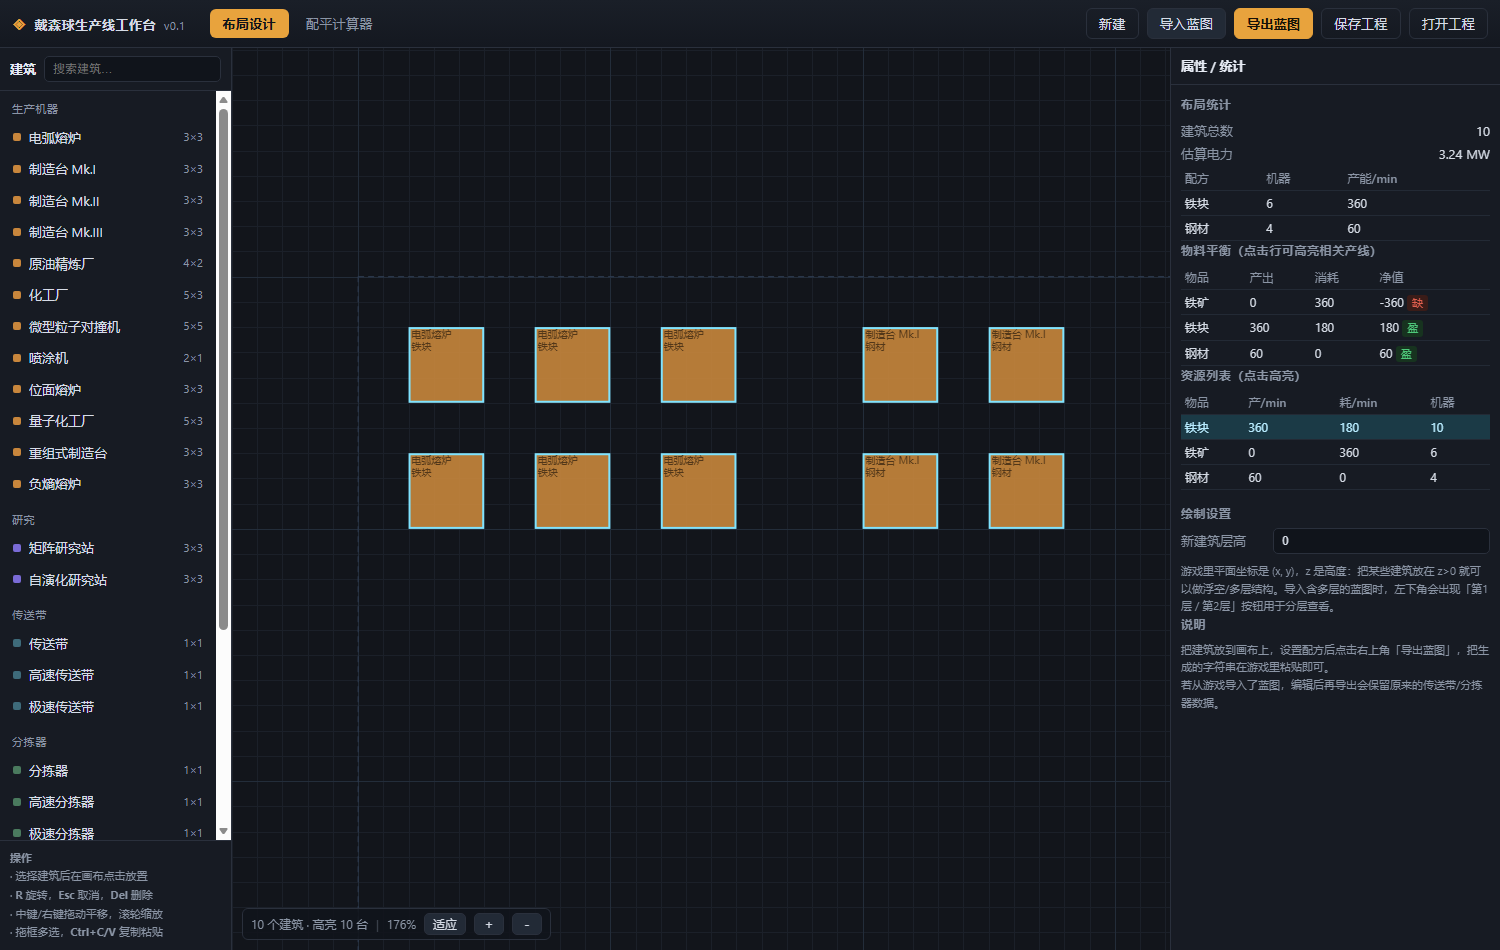 戴森球生产线工作台 v0.1 布局设计 配平计算器 新建 导入蓝图 导出蓝图 保存工程 打开工程
建筑 搜索建筑...
生产机器
电弧熔炉 3×3
制造台 Mk.I 3×3
制造台 Mk.II 3×3
制造台 Mk.III 3×3
原油精炼厂 4×2
化工厂 5×3
微型粒子对撞机 5×5
喷涂机 2×1
位面熔炉 3×3
量子化工厂 5×3
重组式制造台 3×3
负熵熔炉 3×3
研究
矩阵研究站 3×3
自演化研究站 3×3
传送带
传送带 1×1
高速传送带 1×1
极速传送带 1×1
分拣器
分拣器 1×1
高速分拣器 1×1
极速分拣器 1×1
操作
· 选择建筑后在画布点击放置
· R 旋转，Esc 取消，Del 删除
· 中键/右键拖动平移，滚轮缩放
· 拖框多选，Ctrl+C/V 复制粘贴
电弧熔炉 电弧熔炉 电弧熔炉 制造台 Mk.I 制造台 Mk.I
铁块 铁块 铁块 钢材 钢材
电弧熔炉 电弧熔炉 电弧熔炉 制造台 Mk.I 制造台 Mk.I
铁块 铁块 铁块 钢材 钢材
10 个建筑 · 高亮 10 台 | 176% 适应 + -
属性 / 统计
布局统计
建筑总数 10
估算电力 3.24 MW
配方 机器 产能/min
铁块 6 360
钢材 4 60
物料平衡（点击行可高亮相关产线）
物品 产出 消耗 净值
铁矿 0 360 -360 缺
铁块 360 180 180 盈
钢材 60 0 60 盈
资源列表（点击高亮）
物品 产/min 耗/min 机器
铁块 360 180 10
铁矿 0 360 6
钢材 60 0 4
绘制设置
新建筑层高 0
游戏里平面坐标是 (x, y)，z 是高度：把某些建筑放在 z>0 就可
以做浮空/多层结构。导入含多层的蓝图时，左下角会出现「第1
层 / 第2层」按钮用于分层查看。
说明
把建筑放到画布上，设置配方后点击右上角「导出蓝图」，把生
成的字符串在游戏里粘贴即可。
若从游戏导入了蓝图，编辑后再导出会保留原来的传送带/分拣
器数据。